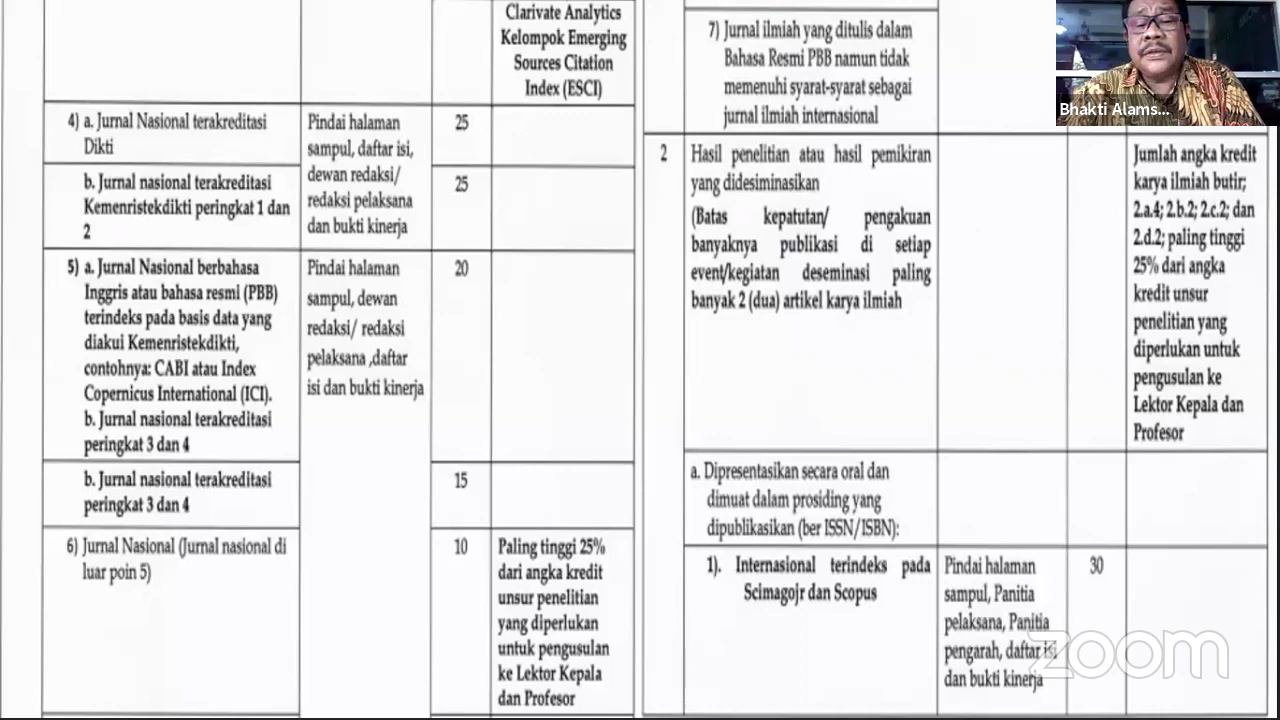 Clarivate Analytics
Kelompok Emerging
Sources Citation
Index (ESCI)
4) a. Jurnal Nasional terakreditasi
Dikti
Pindai halaman
sampul, daftar isi,
dewan redaksi/
redaksi pelaksana
dan bukti kinerja
25
b. Jurnal nasional terakreditasi
Kemenristekdikti peringkat 1 dan
2
25
5) a. Jurnal Nasional berbahasa
Inggris atau bahasa resmi (PBB)
terindeks pada basis data yang
diakui Kemenristekdikti,
contohnya: CABI atau Index
Copernicus International (ICI).
b. Jurnal nasional terakreditasi
peringkat 3 dan 4
Pindai halaman
sampul, dewan
redaksi/ redaksi
pelaksana ,daftar
isi dan bukti kinerja
20
b. Jurnal nasional terakreditasi
peringkat 3 dan 4
15
6) Jurnal Nasional (Jurnal nasional di
luar poin 5)
10
Paling tinggi 25%
dari angka kredit
unsur penelitian
yang diperlukan
untuk pengusulan
ke Lektor Kepala
dan Profesor
7) Jurnal ilmiah yang ditulis dalam
Bahasa Resmi PBB namun tidak
memenuhi syarat-syarat sebagai
jurnal ilmiah internasional
2
Hasil penelitian atau hasil pemikiran
yang didesiminasikan
(Batas kepatutan/ pengakuan
banyaknya publikasi di setiap
event/kegiatan deseminasi paling
banyak 2 (dua) artikel karya ilmiah
Jumlah angka kredit
karya ilmiah butir;
2.a.4; 2.b.2; 2.c.2; dan
2.d.2; paling tinggi
25% dari angka
kredit unsur
penelitian yang
diperlukan untuk
pengusulan ke
Lektor Kepala dan
Profesor
a. Dipresentasikan secara oral dan
dimuat dalam prosiding yang
dipublikasikan (ber ISSN/ISBN):
1). Internasional terindeks pada
Scimagojr dan Scopus
Pindai halaman
sampul, Panitia
pelaksana, Panitia
pengarah, daftar isi
dan bukti kinerja
30
Bhakti Alams...
zoom